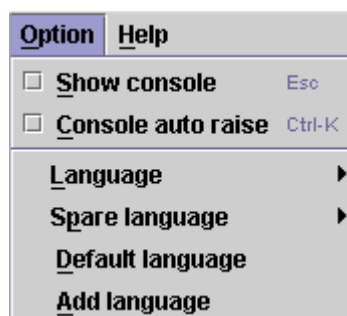 Option Help
Show console Esc
Console auto raise Ctrl-K
Language
Spare language
Default language
Add language